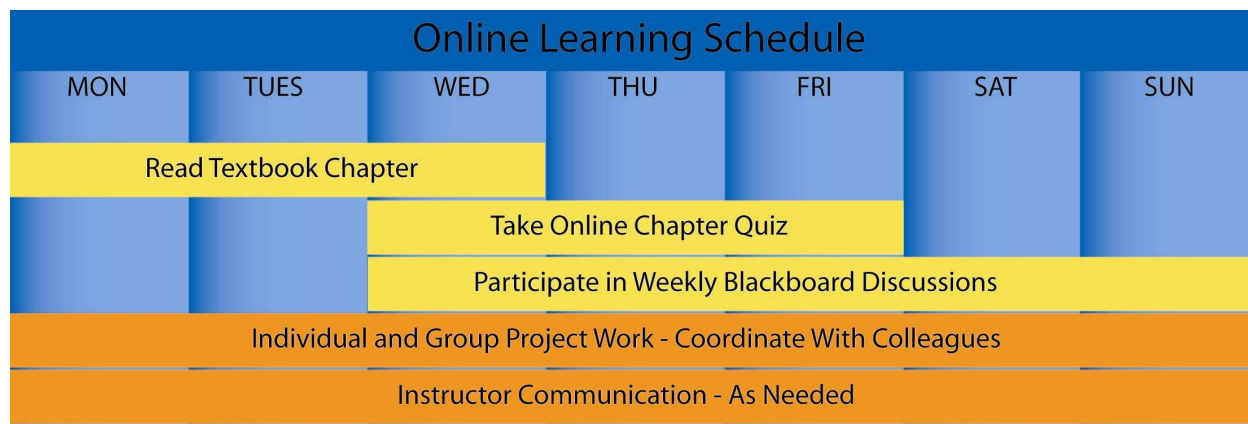 Online Learning Schedule
MON TUES WED THU FRI SAT SUN
Read Textbook Chapter
Take Online Chapter Quiz
Participate in Weekly Blackboard Discussions
Individual and Group Project Work - Coordinate With Colleagues
Instructor Communication - As Needed